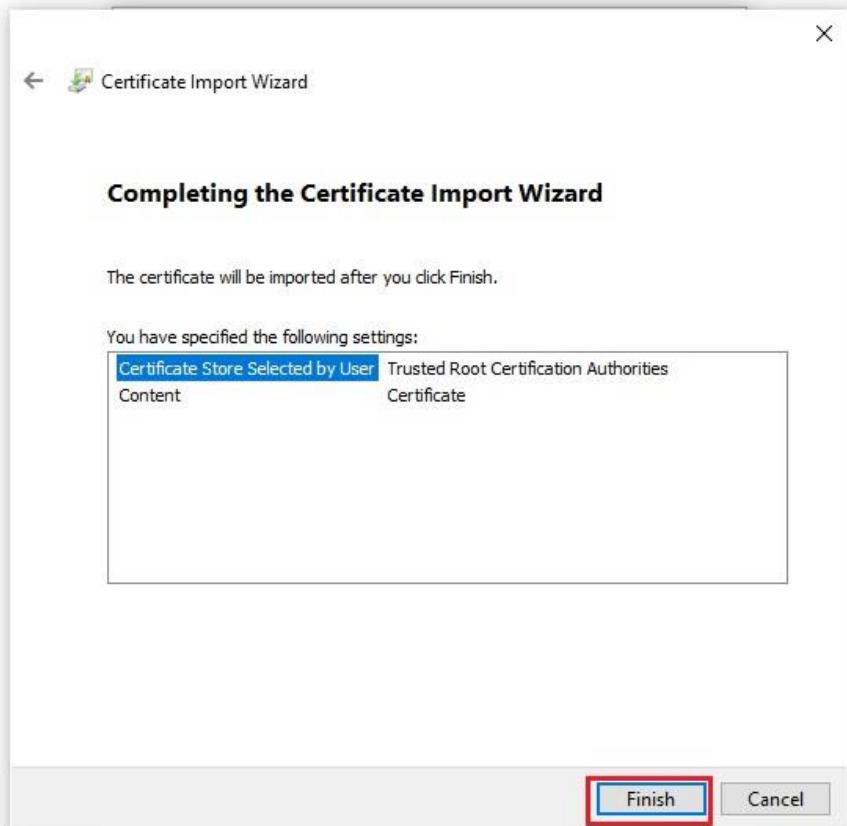 Certificate Import Wizard
Completing the Certificate Import Wizard
The certificate will be imported after you click Finish.
You have specified the following settings:
Certificate Store Selected by User Trusted Root Certification Authorities
Content Certificate
Finish Cancel